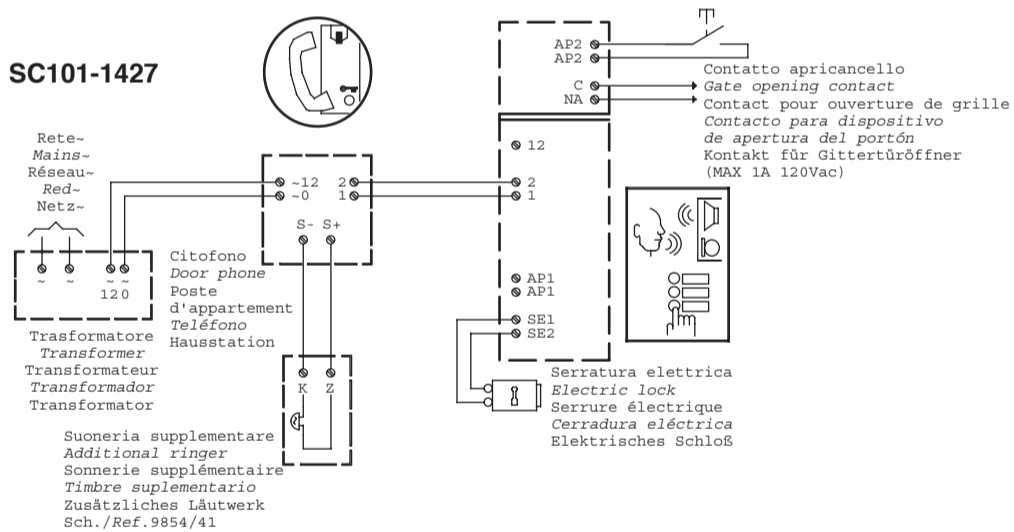 SC101-1427
Rete~
Mains~
Réseau~
Red~
Netz~
~
~
~
~
12 0
Trasformatore
Transformer
Transformateur
Transformador
Transformator
~12
~0
2
1
S- S+
Citofono
Door phone
Poste
d'appartement
Teléfono
Hausstation
K Z
Suoneria supplementare
Additional ringer
Sonnerie supplémentaire
Timbre suplementario
Zusätzliches Läutwerk
Sch./Ref.9854/41
AP2
AP2
C
NA
Contatto apricancello
Gate opening contact
Contact pour ouverture de grille
Contacto para dispositivo
de apertura del portón
Kontakt für Gittertüröffner
(MAX 1A 120Vac)
12
2
1
AP1
AP1
SE1
SE2
Serratura elettrica
Electric lock
Serrure électrique
Cerradura eléctrica
Elektrisches Schloß